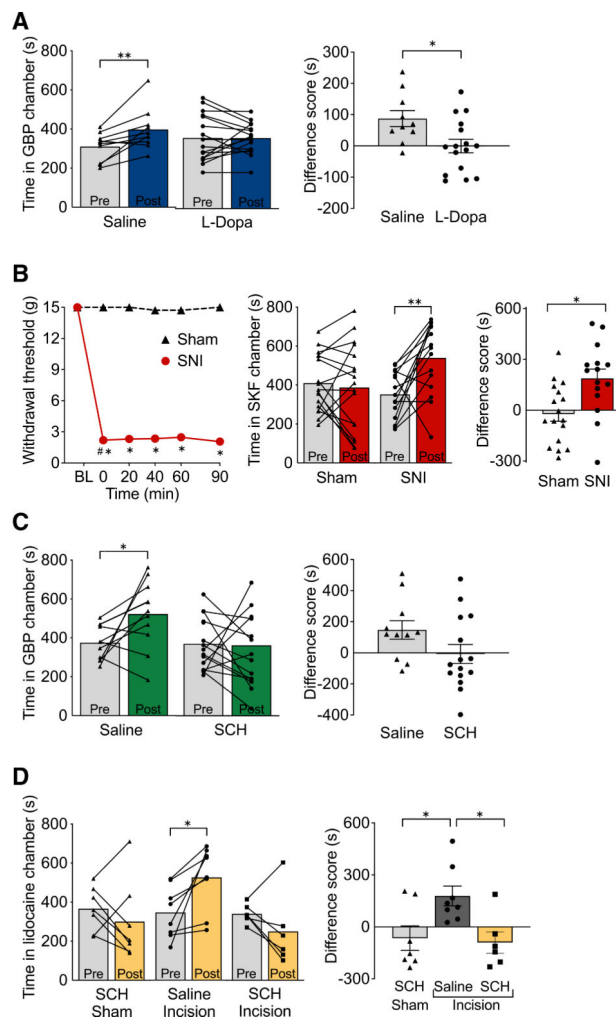 A
Time in GBP chamber (s)
800
600
400
200
0
**
Pre
Post
Pre
Post
Saline
L-Dopa
Difference score (s)
300
200
100
0
-100
-200
*
Saline
L-Dopa
B
Withdrawal threshold (g)
15
12
9
6
3
0
Sham
SNI
# *
*
*
*
*
BL
0
20
40
60
90
Time (min)
Time in SKF chamber (s)
800
600
400
200
0
**
Pre
Post
Pre
Post
Sham
SNI
Difference score (s)
600
300
0
-300
*
Sham
SNI
C
Time in GBP chamber (s)
800
600
400
200
0
*
Pre
Post
Pre
Post
Saline
SCH
Difference score (s)
600
400
200
0
-200
-400
Saline
SCH
D
Time in lidocaine chamber (s)
800
600
400
200
0
*
Pre
Post
Pre
Post
Pre
Post
SCH
Sham
Saline
Incision
SCH
Incision
Difference score (s)
600
300
0
-300
*
*
SCH
Sham
Saline
SCH
Incision